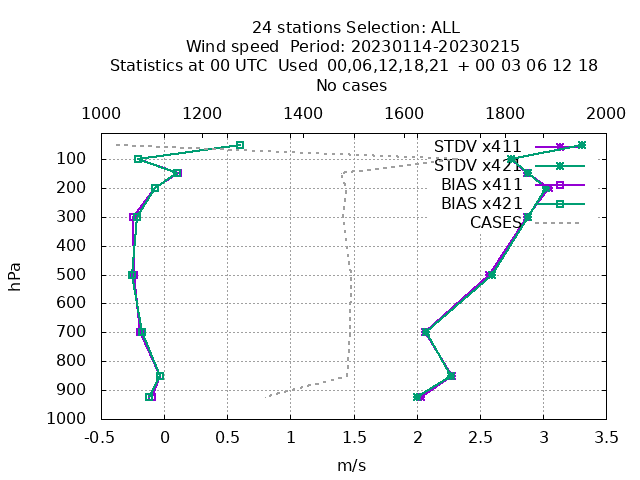 24 stations Selection: ALL
Wind speed  Period: 20230114-20230215
Statistics at 00 UTC  Used  00,06,12,18,21  + 00 03 06 12 18
No cases
1000 1200 1400 1600 1800 2000
STDV x411
STDV x421
BIAS x411
BIAS x421
CASES
100
200
300
400
500
600
700
800
900
1000
hPa
-0.5 0 0.5 1 1.5 2 2.5 3 3.5
m/s